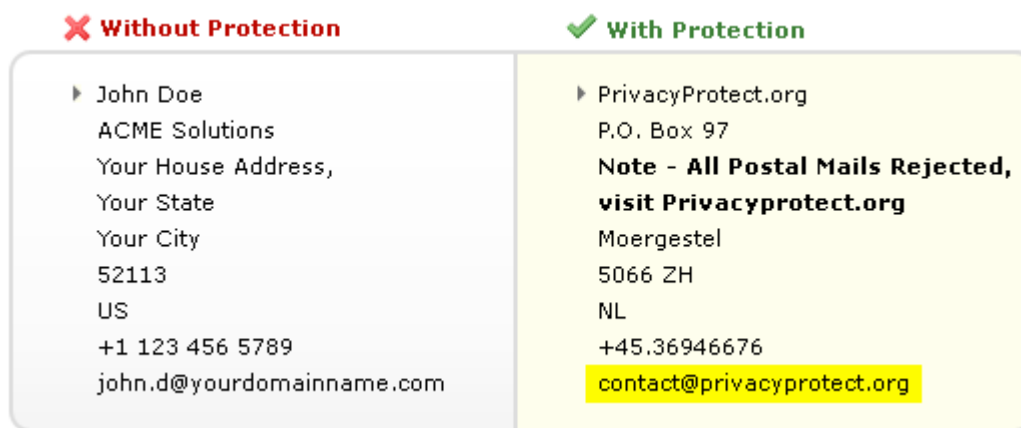 Without Protection
John Doe
ACME Solutions
Your House Address,
Your State
Your City
52113
US
+1 123 456 5789
john.d@yourdomainname.com
With Protection
PrivacyProtect.org
P.O. Box 97
Note - All Postal Mails Rejected,
visit Privacyprotect.org
Moergestel
5066 ZH
NL
+45.36946676
contact@privacyprotect.org